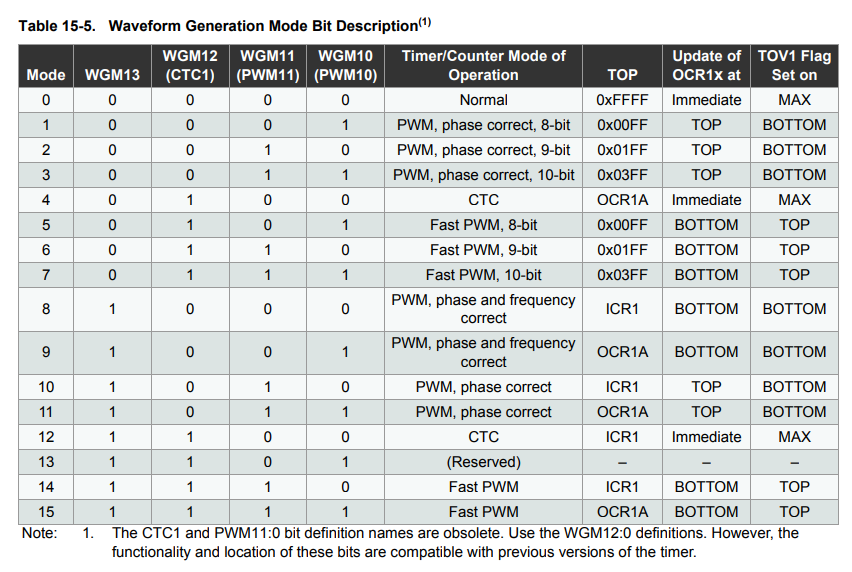 Table 15-5. Waveform Generation Mode Bit Description(1)
Mode WGM13 WGM12 (CTC1) WGM11 (PWM11) WGM10 (PWM10) Timer/Counter Mode of Operation TOP Update of OCR1x at TOV1 Flag Set on
0 0 0 0 0 Normal 0xFFFF Immediate MAX
1 0 0 0 1 PWM, phase correct, 8-bit 0x00FF TOP BOTTOM
2 0 0 1 0 PWM, phase correct, 9-bit 0x01FF TOP BOTTOM
3 0 0 1 1 PWM, phase correct, 10-bit 0x03FF TOP BOTTOM
4 0 1 0 0 CTC OCR1A Immediate MAX
5 0 1 0 1 Fast PWM, 8-bit 0x00FF BOTTOM TOP
6 0 1 1 0 Fast PWM, 9-bit 0x01FF BOTTOM TOP
7 0 1 1 1 Fast PWM, 10-bit 0x03FF BOTTOM TOP
8 1 0 0 0 PWM, phase and frequency correct ICR1 BOTTOM BOTTOM
9 1 0 0 1 PWM, phase and frequency correct OCR1A BOTTOM BOTTOM
10 1 0 1 0 PWM, phase correct ICR1 TOP BOTTOM
11 1 0 1 1 PWM, phase correct OCR1A TOP BOTTOM
12 1 1 0 0 CTC ICR1 Immediate MAX
13 1 1 0 1 (Reserved) – – –
14 1 1 1 0 Fast PWM ICR1 BOTTOM TOP
15 1 1 1 1 Fast PWM OCR1A BOTTOM TOP
Note: 1. The CTC1 and PWM11:0 bit definition names are obsolete. Use the WGM12:0 definitions. However, the
functionality and location of these bits are compatible with previous versions of the timer.